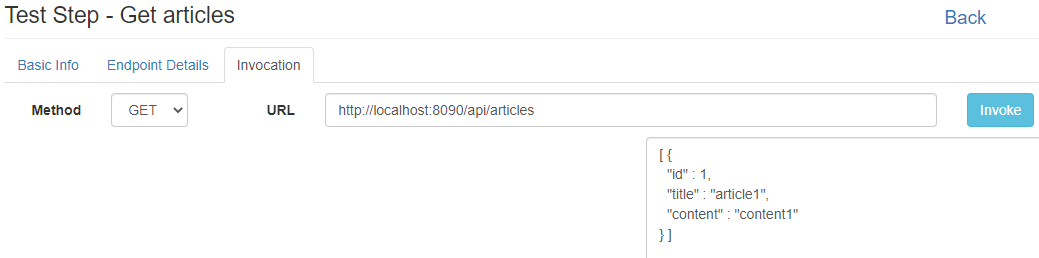 Test Step - Get articles
Back
Basic Info Endpoint Details Invocation
Method GET URL http://localhost:8090/api/articles Invoke
[ {
"id" : 1,
"title" : "article1",
"content" : "content1"
} ]